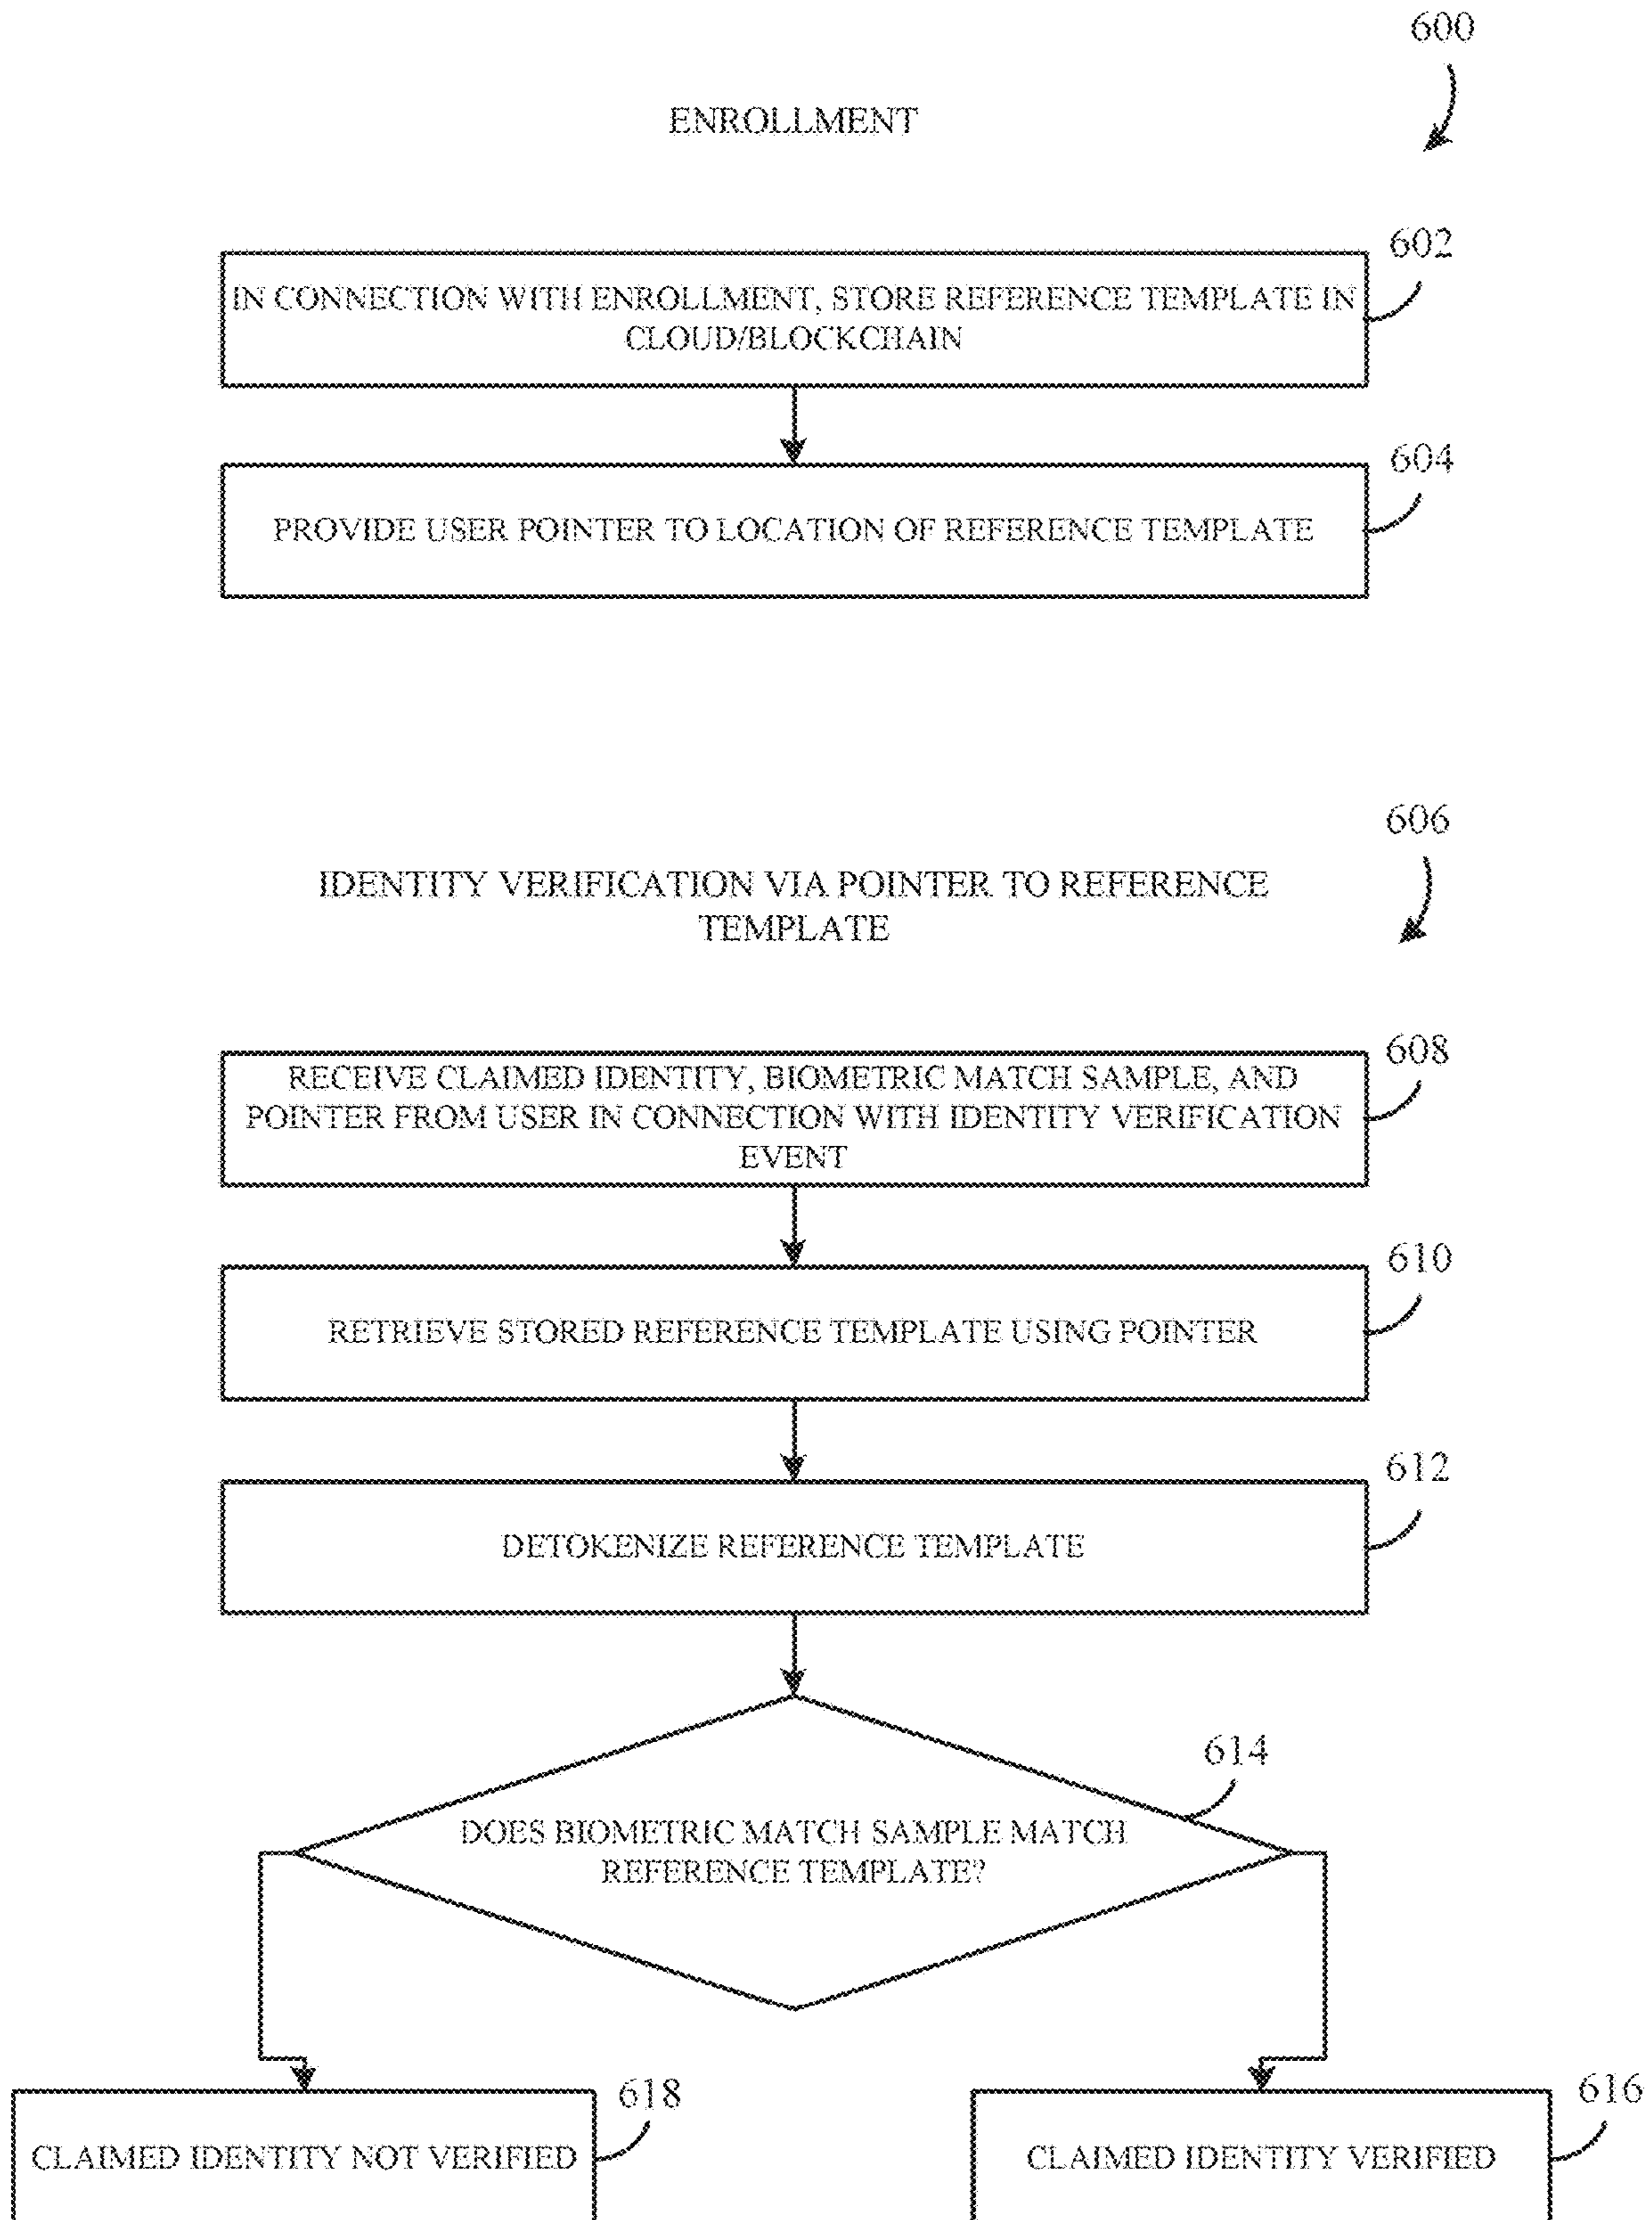 600
ENROLLMENT
602
IN CONNECTION WITH ENROLLMENT, STORE REFERENCE TEMPLATE IN
CLOUD/BLOCKCHAIN
604
PROVIDE USER POINTER TO LOCATION OF REFERENCE TEMPLATE
606
IDENTITY VERIFICATION VIA POINTER TO REFERENCE
TEMPLATE
608
RECEIVE CLAIMED IDENTITY, BIOMETRIC MATCH SAMPLE, AND
POINTER FROM USER IN CONNECTION WITH IDENTITY VERIFICATION
EVENT
610
RETRIEVE STORED REFERENCE TEMPLATE USING POINTER
612
DETOKENIZE REFERENCE TEMPLATE
614
DOES BIOMETRIC MATCH SAMPLE MATCH
REFERENCE TEMPLATE?
618
CLAIMED IDENTITY NOT VERIFIED
616
CLAIMED IDENTITY VERIFIED